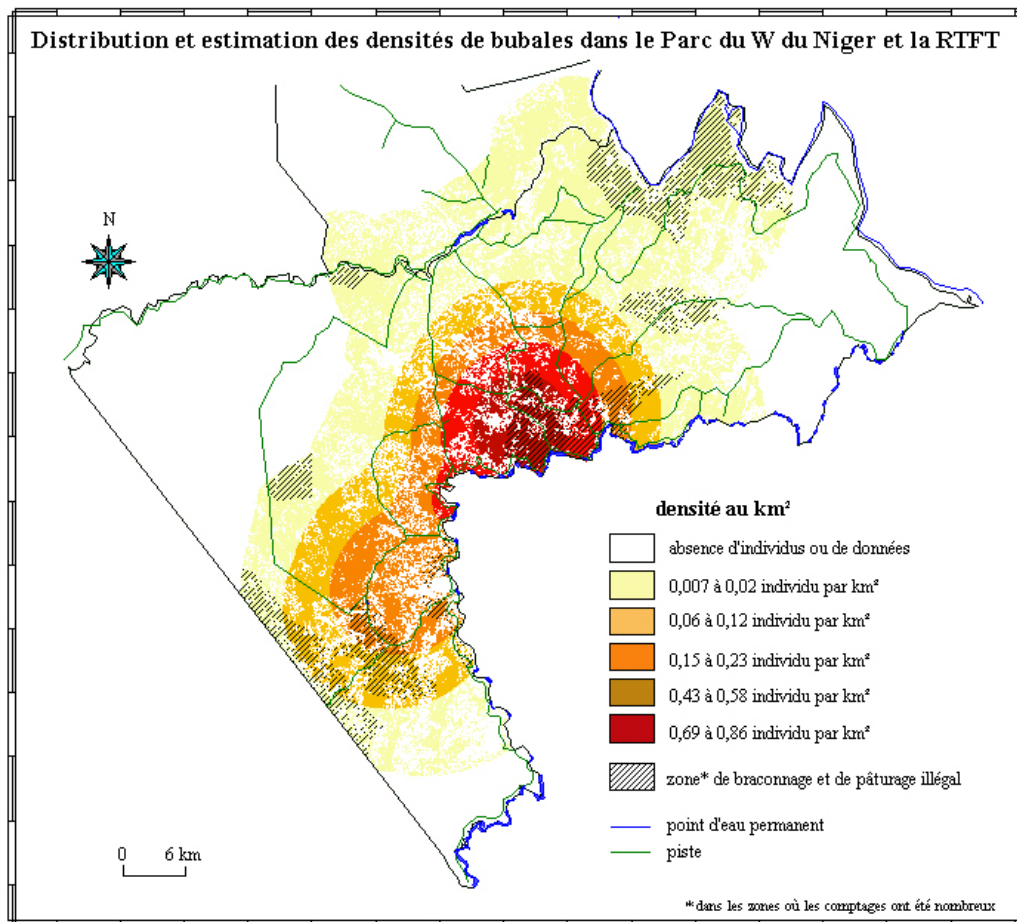 Distribution et estimation des densités de bubales dans le Parc du W du Niger et la RTFT
N
densité au km²
absence d'individus ou de données
0,007 à 0,02 individu par km²
0,06 à 0,12 individu par km²
0,15 à 0,23 individu par km²
0,43 à 0,58 individu par km²
0,69 à 0,86 individu par km²
zone* de braconnage et de pâturage illégal
point d'eau permanent
piste
0 6 km
* dans les zones où les comptages ont été nombreux